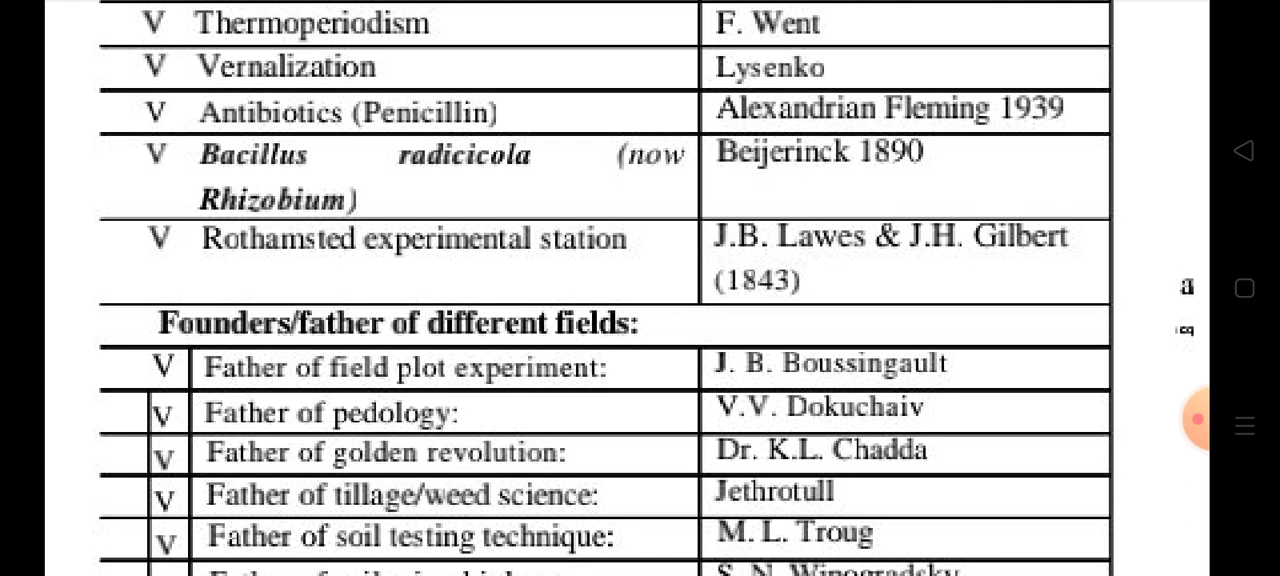 V Thermoperiodism F. Went
V Vernalization Lysenko
V Antibiotics (Penicillin) Alexandrian Fleming 1939
V Bacillus radicicola (now Beijerinck 1890
Rhizobium)
V Rothamsted experimental station J.B. Lawes & J.H. Gilbert
(1843)
a
Founders/father of different fields:
V Father of field plot experiment: J. B. Boussingault
V Father of pedology: V.V. Dokuchaiv
V Father of golden revolution: Dr. K.L. Chadda
V Father of tillage/weed science: Jethrotull
V Father of soil testing technique: M. L. Troug
S. N. Winogradsky